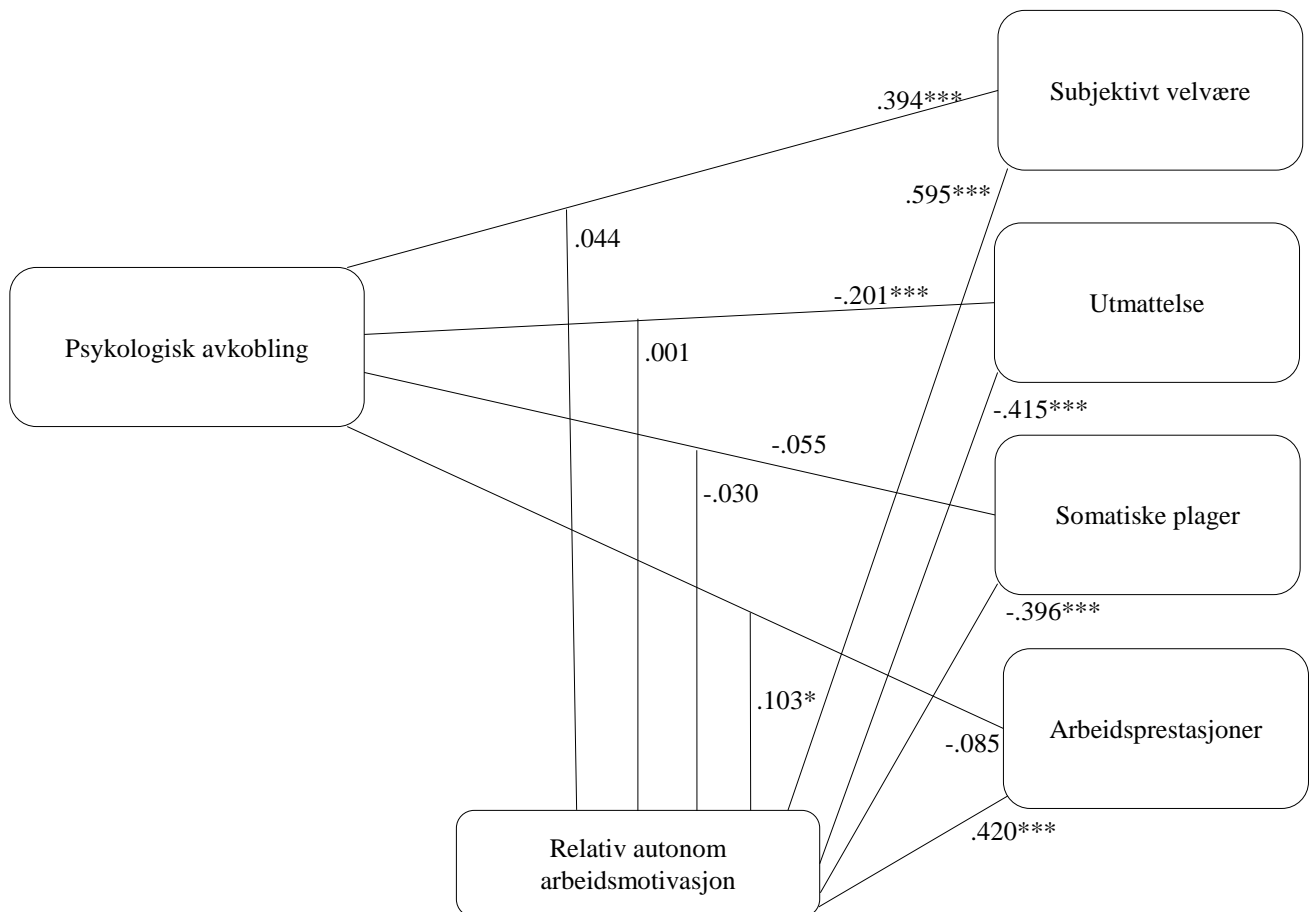 Subjektivt velvære
.394***
.595***
.044
Utmattelse
-.201***
Psykologisk avkobling
.001
-.415***
-.055
-.030
Somatiske plager
-.396***
.103*
-.085
Arbeidsprestasjoner
.420***
Relativ autonom
arbeidsmotivasjon